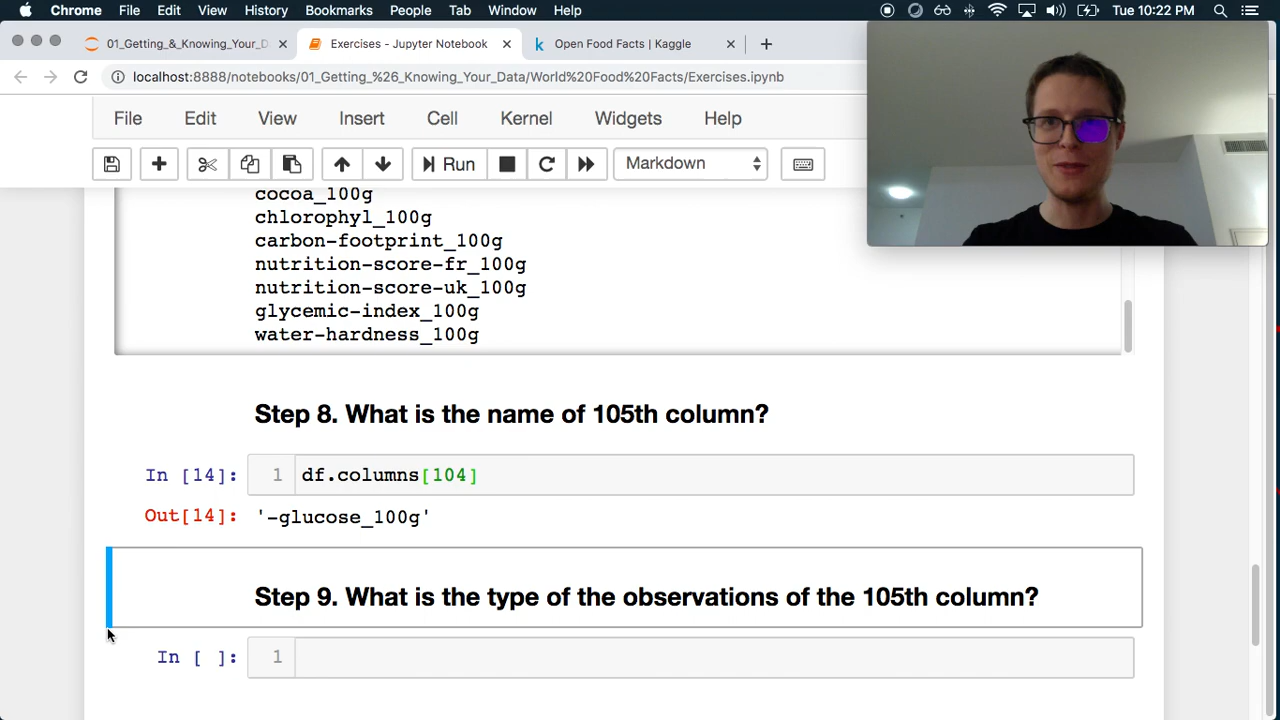 Chrome File Edit View History Bookmarks People Tab Window Help Tue 10:22 PM
01_Getting_&_Knowing_Your_D Exercises - Jupyter Notebook Open Food Facts | Kaggle
localhost:8888/notebooks/01_Getting_%26_Knowing_Your_Data/World%20Food%20Facts/Exercises.ipynb
File Edit View Insert Cell Kernel Widgets Help
Run Markdown
cocoa_100g
chlorophyl_100g
carbon-footprint_100g
nutrition-score-fr_100g
nutrition-score-uk_100g
glycemic-index_100g
water-hardness_100g
Step 8. What is the name of 105th column?
In [14]: 1 df.columns[104]
Out[14]: '-glucose_100g'
Step 9. What is the type of the observations of the 105th column?
In [ ]: 1